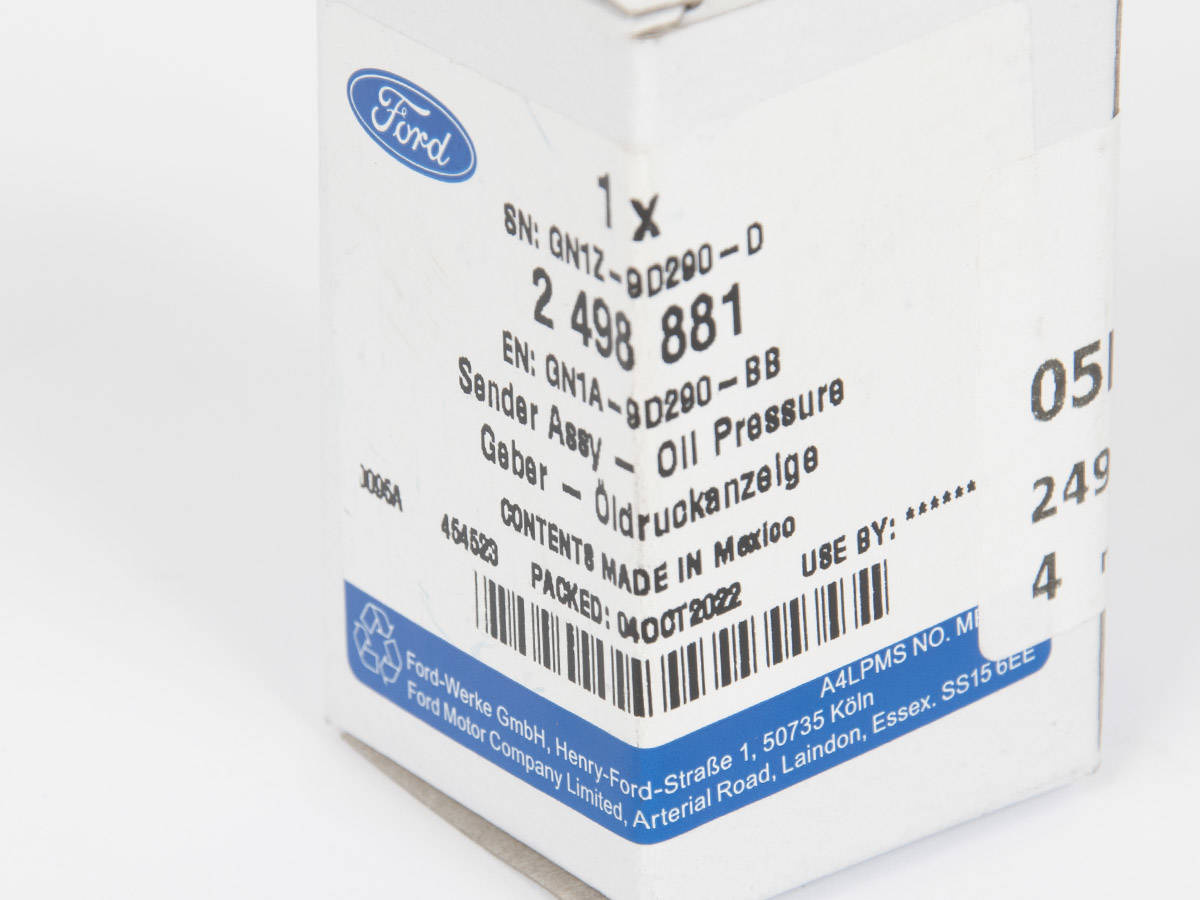 Ford
1 X
SN: GN1Z-9D290-D
2 498 881
EN: GN1A-9D290-BB
Sender Assy - Oil Pressure
Geber - Öldruckanzeige
CONTENTS MADE IN Mexico
454523
PACKED: 04OCT2022
USE BY: ******
A4LPMS NO.
Ford-Werke GmbH, Henry-Ford-Straße 1, 50735 Köln
Ford Motor Company Limited, Arterial Road, Laindon, Essex. SS15 6EE
05
249
4